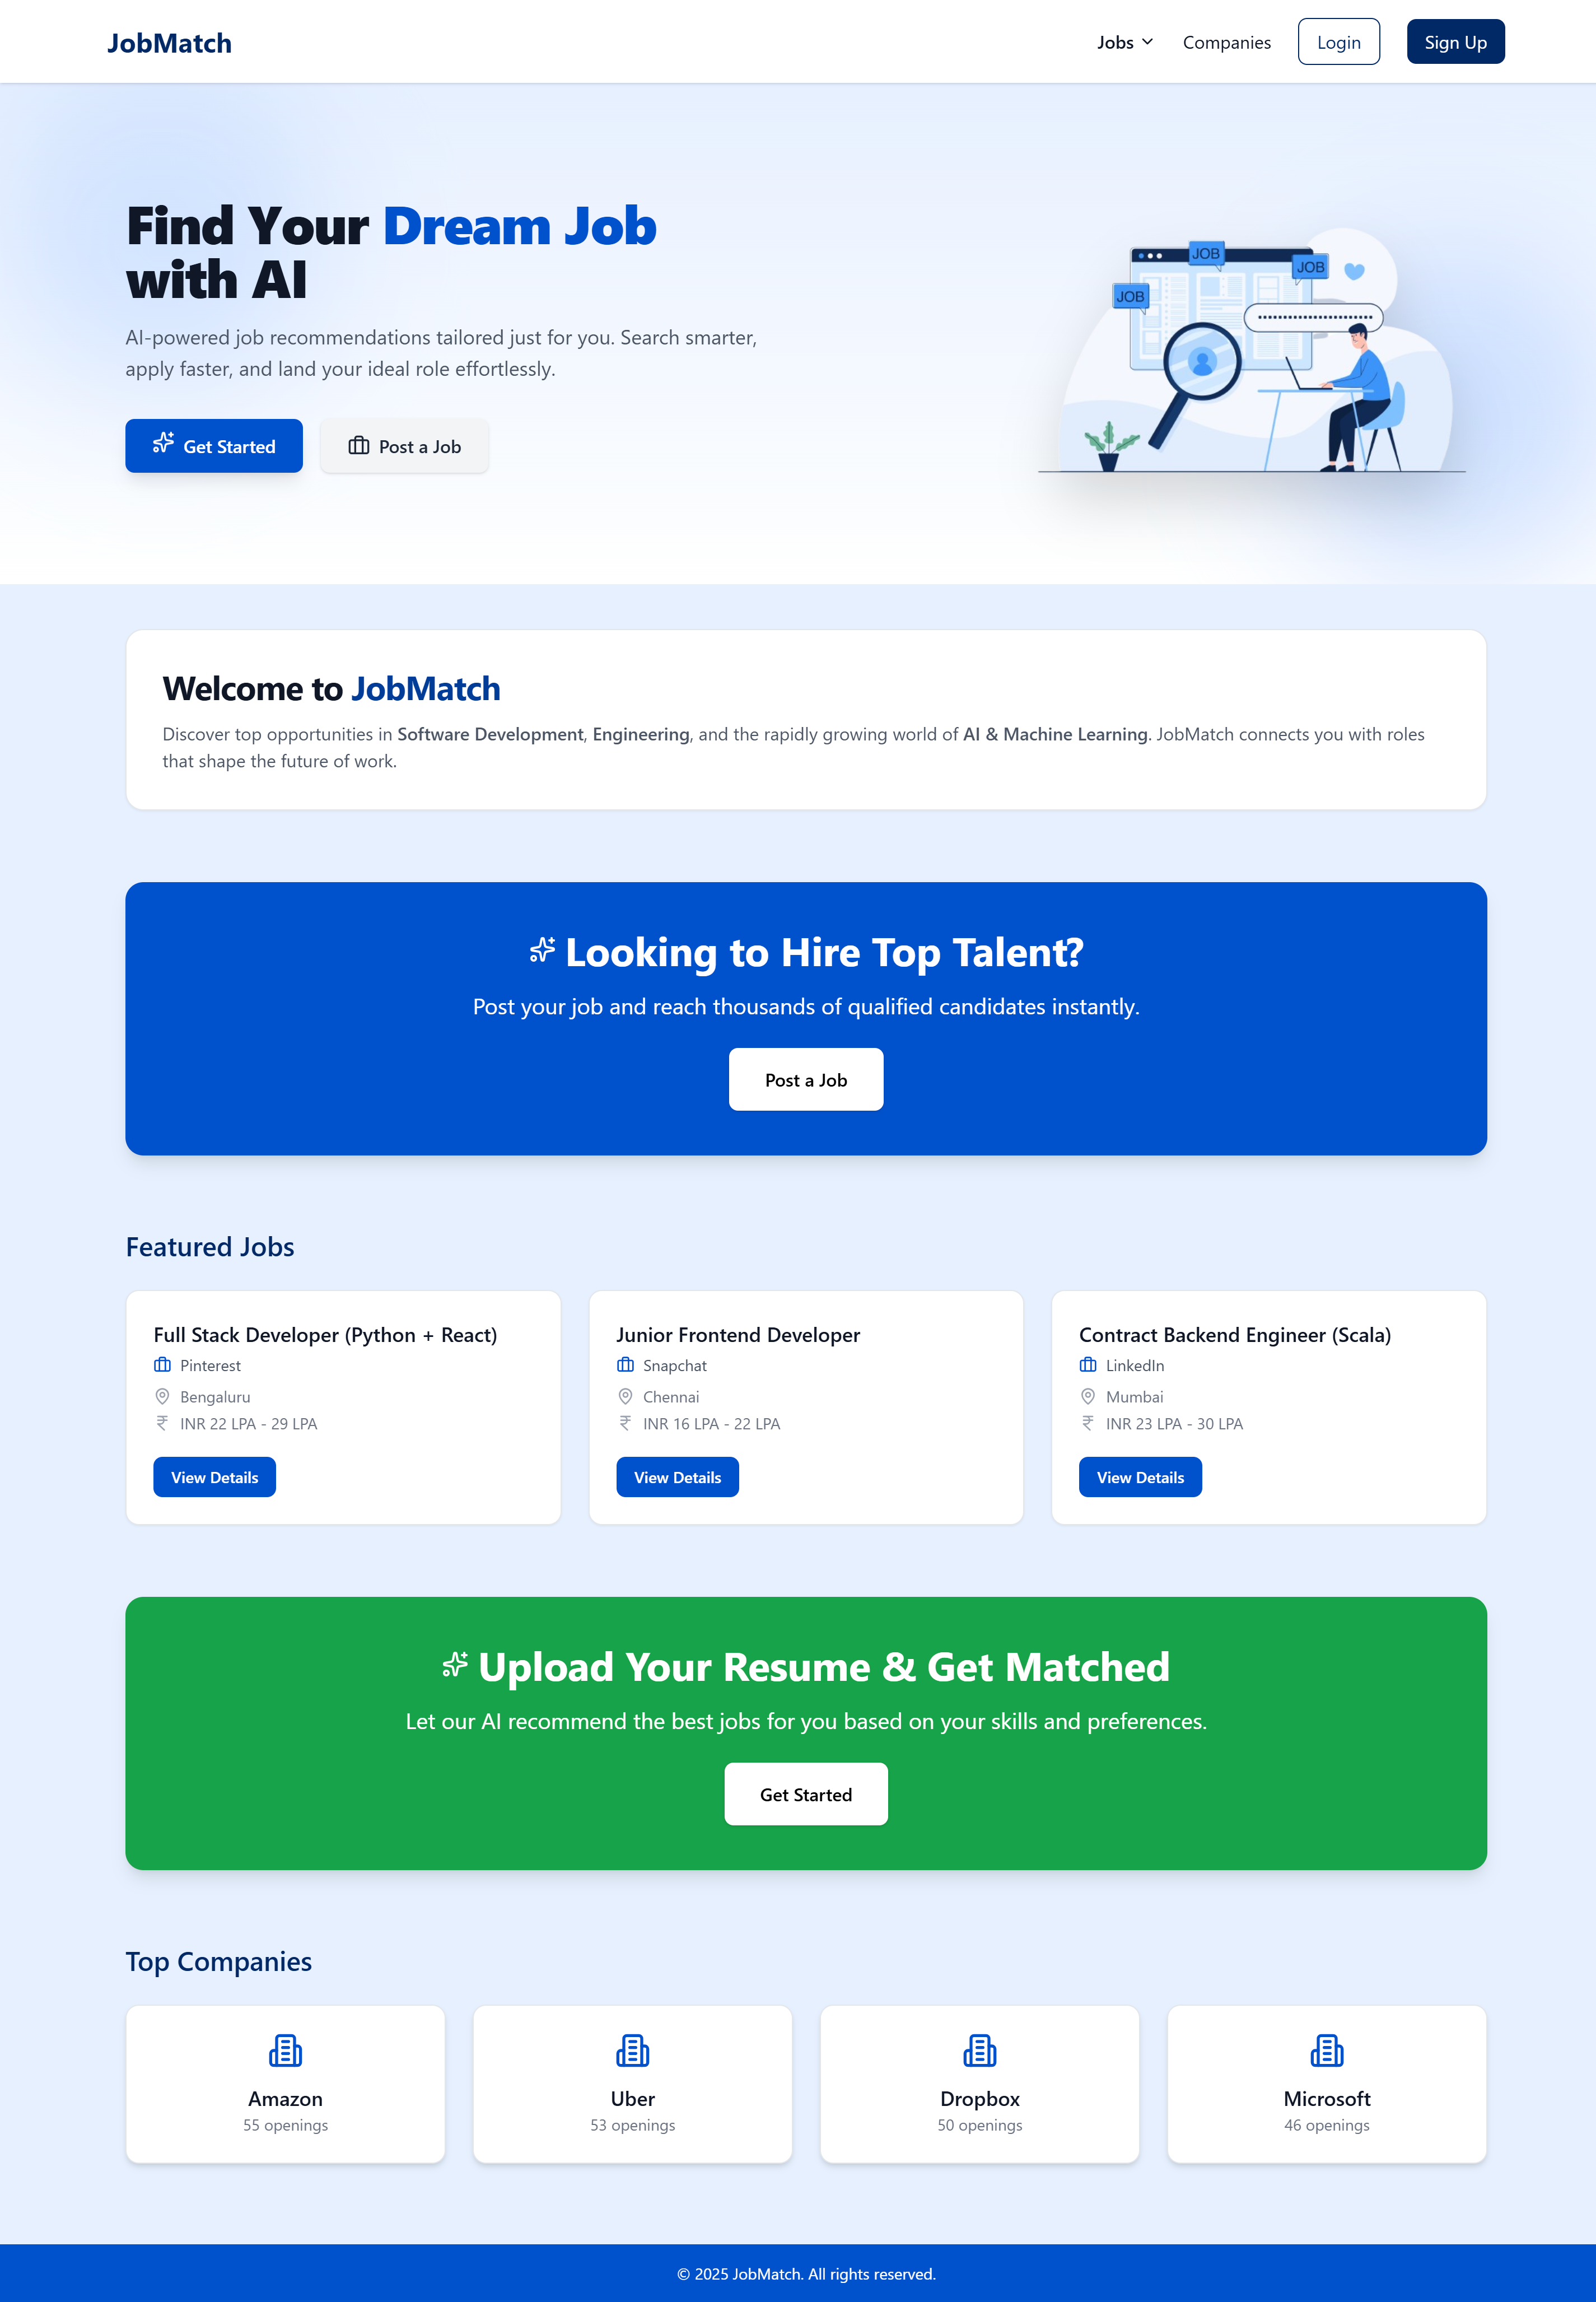 JobMatch
Jobs
Companies
Login
Sign Up
Find Your Dream Job
with AI
AI-powered job recommendations tailored just for you. Search smarter,
apply faster, and land your ideal role effortlessly.
Get Started
Post a Job
JOB
JOB
JOB
Welcome to JobMatch
Discover top opportunities in Software Development, Engineering, and the rapidly growing world of AI & Machine Learning. JobMatch connects you with roles
that shape the future of work.
Looking to Hire Top Talent?
Post your job and reach thousands of qualified candidates instantly.
Post a Job
Featured Jobs
Full Stack Developer (Python + React)
Pinterest
Bengaluru
₹ INR 22 LPA - 29 LPA
View Details
Junior Frontend Developer
Snapchat
Chennai
₹ INR 16 LPA - 22 LPA
View Details
Contract Backend Engineer (Scala)
LinkedIn
Mumbai
₹ INR 23 LPA - 30 LPA
View Details
Upload Your Resume & Get Matched
Let our AI recommend the best jobs for you based on your skills and preferences.
Get Started
Top Companies
Amazon
55 openings
Uber
53 openings
Dropbox
50 openings
Microsoft
46 openings
© 2025 JobMatch. All rights reserved.